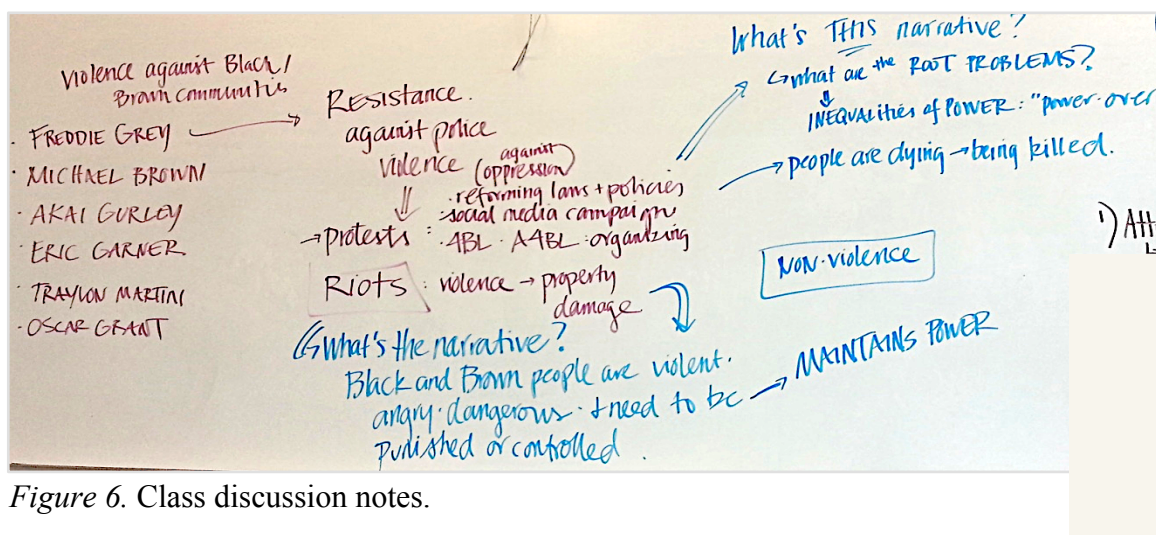 Violence against Black/
Brown communities
· FREDDIE GREY
· MICHAEL BROWN
· AKAI GURLEY
· ERIC GARNER
· TRAYVON MARTIN
· OSCAR GRANT
RESISTANCE.
against police
violence (against
oppression)
· reforming laws + policies
→ protests : · social media campaign
· 4BL · A4BL · organizing
Riots : violence → property
damage
What's the narrative?
Black and Brown people are violent.
angry · dangerous · + need to be
punished or controlled.
→ MAINTAINS POWER
What's THIS narrative?
↳ what are the ROOT PROBLEMS?
INEQUALITIES of POWER: "power-over
→ people are dying → being killed.
NON-violence
1)
Figure 6. Class discussion notes.